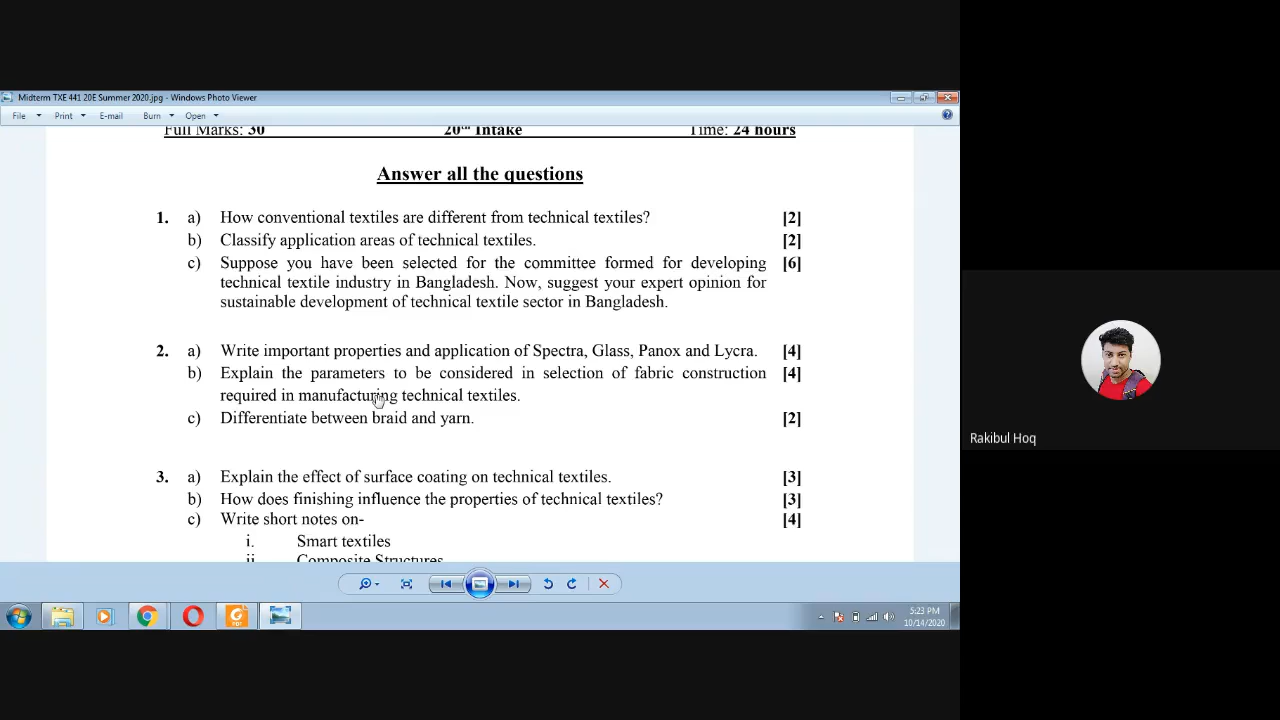 Midterm TXE 441 20E Summer 2020.jpg - Windows Photo Viewer
File Print E-mail Burn Open
Full Marks: 30 20th Intake Time: 24 hours
Answer all the questions
1. a) How conventional textiles are different from technical textiles? [2]
b) Classify application areas of technical textiles. [2]
c) Suppose you have been selected for the committee formed for developing [6]
technical textile industry in Bangladesh. Now, suggest your expert opinion for
sustainable development of technical textile sector in Bangladesh.
2. a) Write important properties and application of Spectra, Glass, Panox and Lycra. [4]
b) Explain the parameters to be considered in selection of fabric construction [4]
required in manufacturing technical textiles.
c) Differentiate between braid and yarn. [2]
Rakibul Hoq
3. a) Explain the effect of surface coating on technical textiles. [3]
b) How does finishing influence the properties of technical textiles? [3]
c) Write short notes on- [4]
i. Smart textiles
ii Composite Structures
5:23 PM
10/14/2020